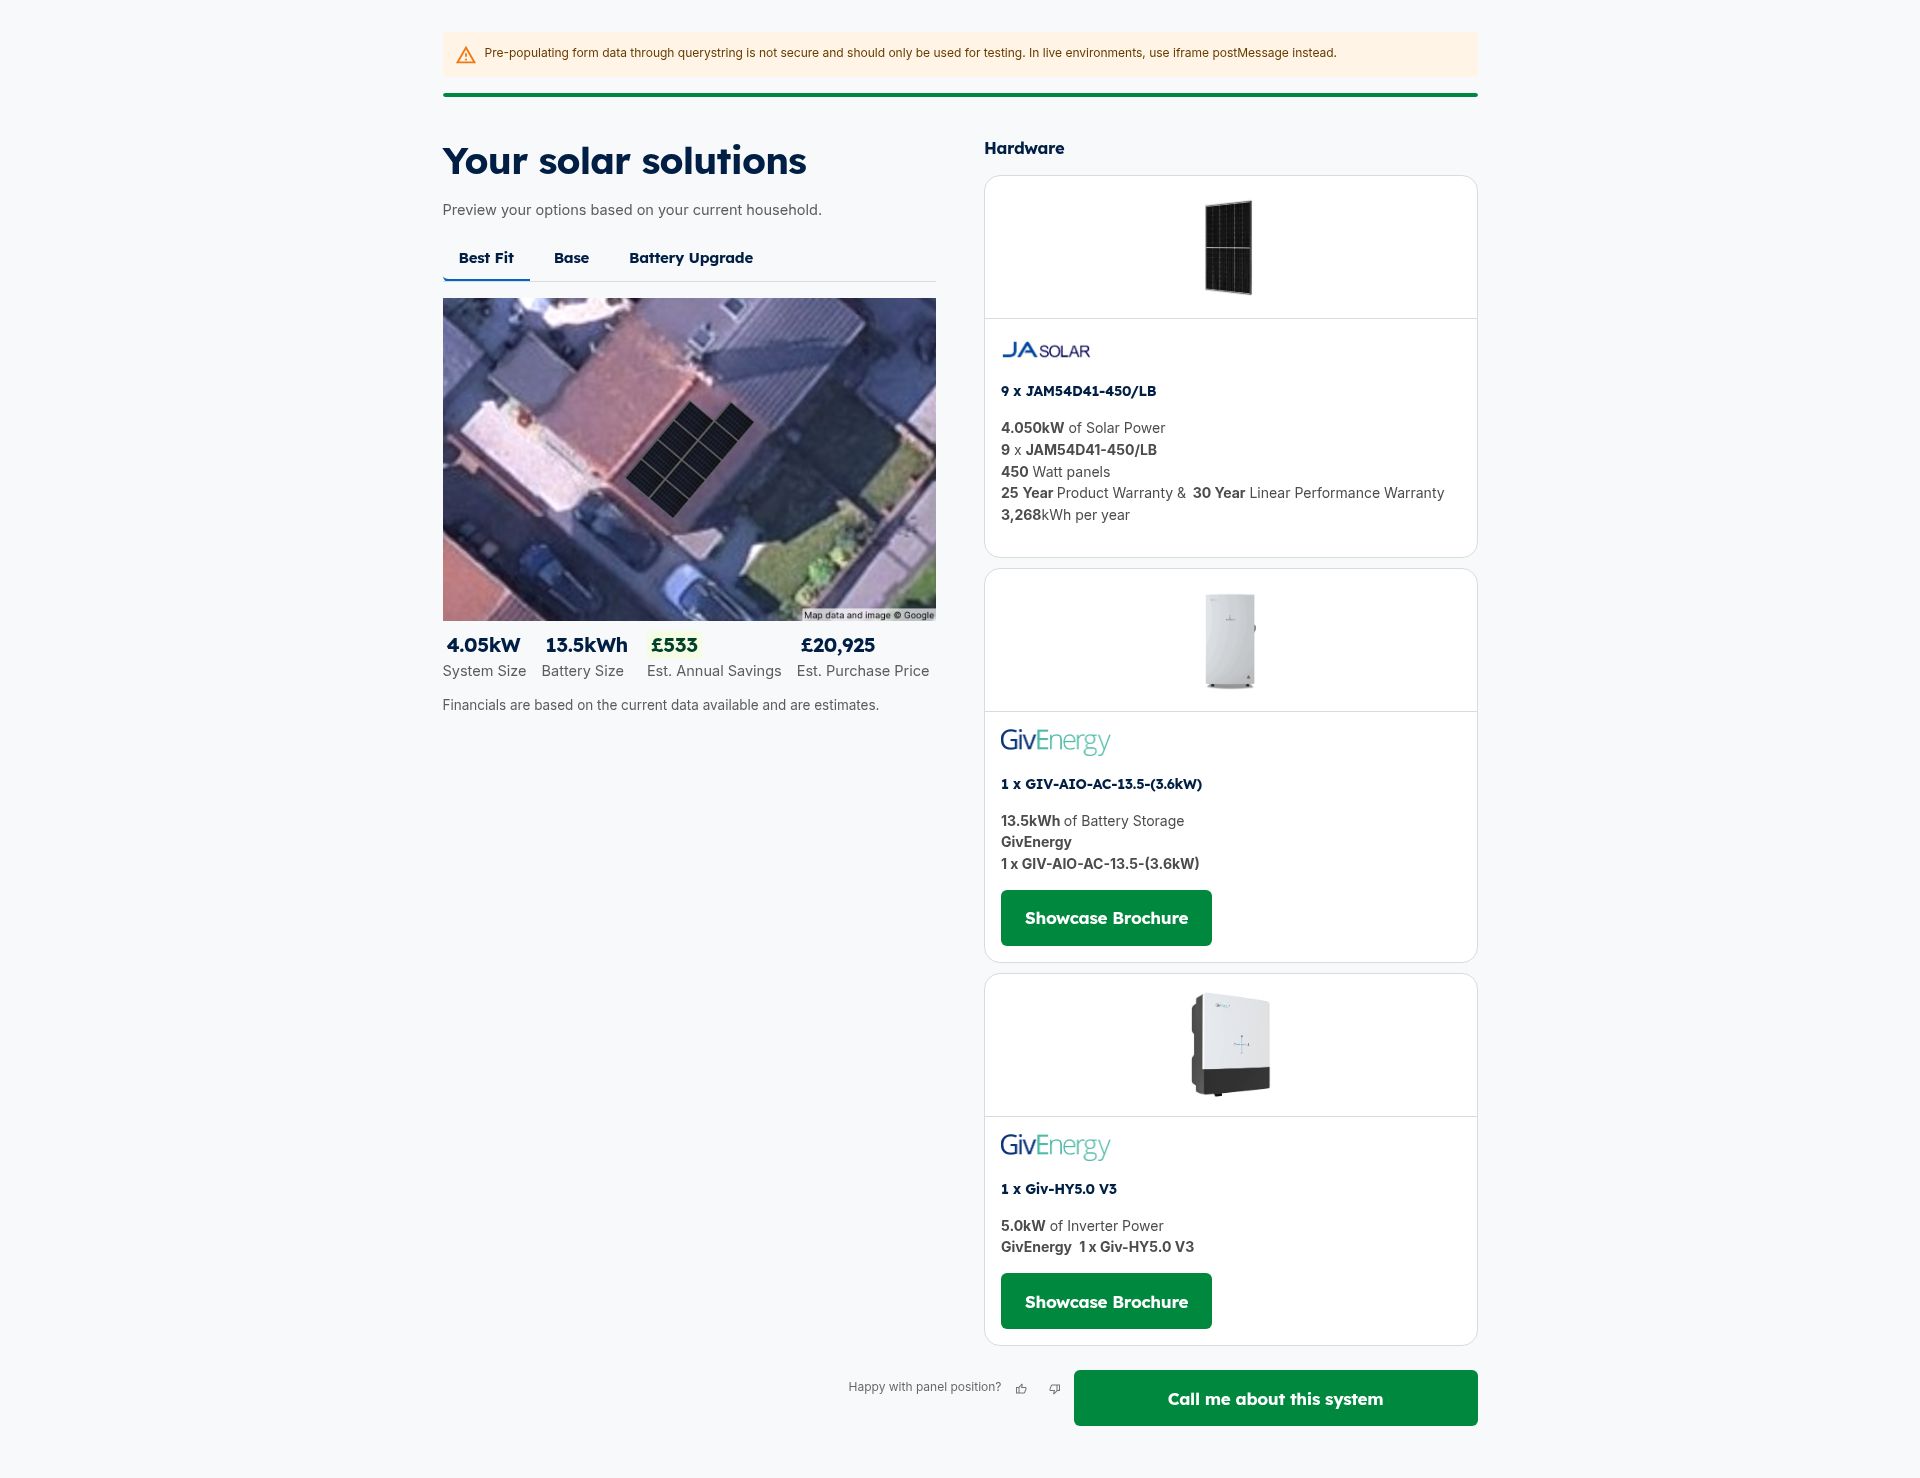 Pre-populating form data through querystring is not secure and should only be used for testing. In live environments, use iframe postMessage instead.
Your solar solutions
Preview your options based on your current household.
Best Fit
Base
Battery Upgrade
Map data and image © Google
4.05kW
System Size
13.5kWh
Battery Size
£533
Est. Annual Savings
£20,925
Est. Purchase Price
Financials are based on the current data available and are estimates.
Hardware
JA SOLAR
9 x JAM54D41-450/LB
4.050kW of Solar Power
9 x JAM54D41-450/LB
450 Watt panels
25 Year Product Warranty & 30 Year Linear Performance Warranty
3,268kWh per year
GivEnergy
1 x GIV-AIO-AC-13.5-(3.6kW)
13.5kWh of Battery Storage
GivEnergy
1 x GIV-AIO-AC-13.5-(3.6kW)
Showcase Brochure
GivEnergy
1 x Giv-HY5.0 V3
5.0kW of Inverter Power
GivEnergy 1 x Giv-HY5.0 V3
Showcase Brochure
Happy with panel position?
Call me about this system